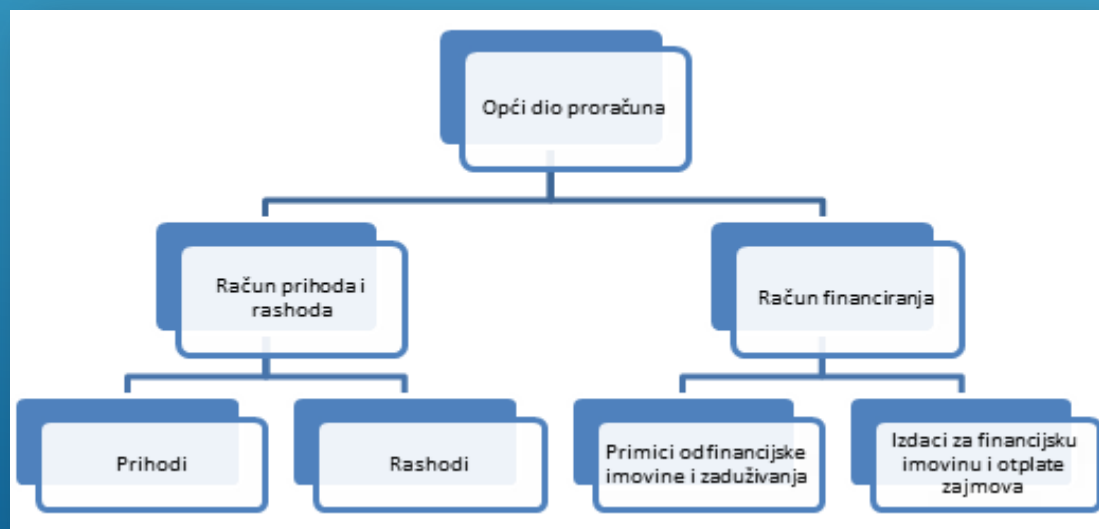 Opći dio proračuna
Račun prihoda i
rashoda
Račun financiranja
Prihodi
Rashodi
Primici od financijske
imovine i zaduživanja
Izdaci za financijsku
imovinu i otplate
zajmova